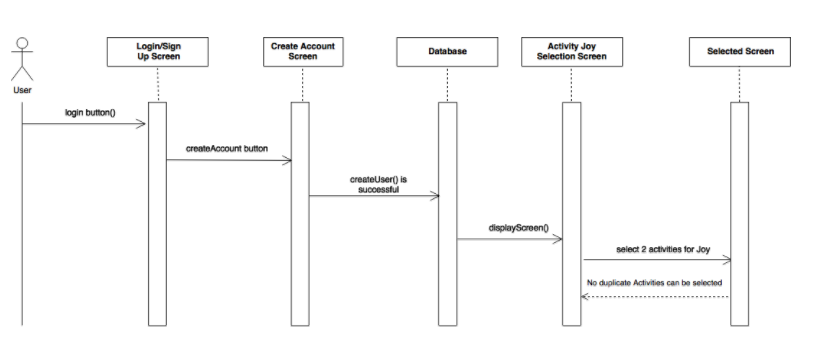 Login/Sign
Up Screen
Create Account
Screen
Database
Activity Joy
Selection Screen
Selected Screen
User
login button()
createAccount button
createUser() is
successful
displayScreen()
select 2 activities for Joy
No duplicate Activities can be selected